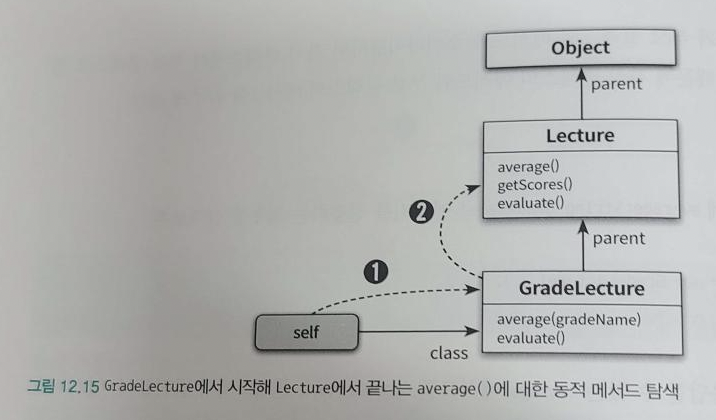 Object
parent
Lecture
average()
getScores()
evaluate()
❷
parent
❶
GradeLecture
average(gradeName)
evaluate()
self
class
그림 12.15 GradeLecture에서 시작해 Lecture에서 끝나는 average()에 대한 동적 메서드 탐색